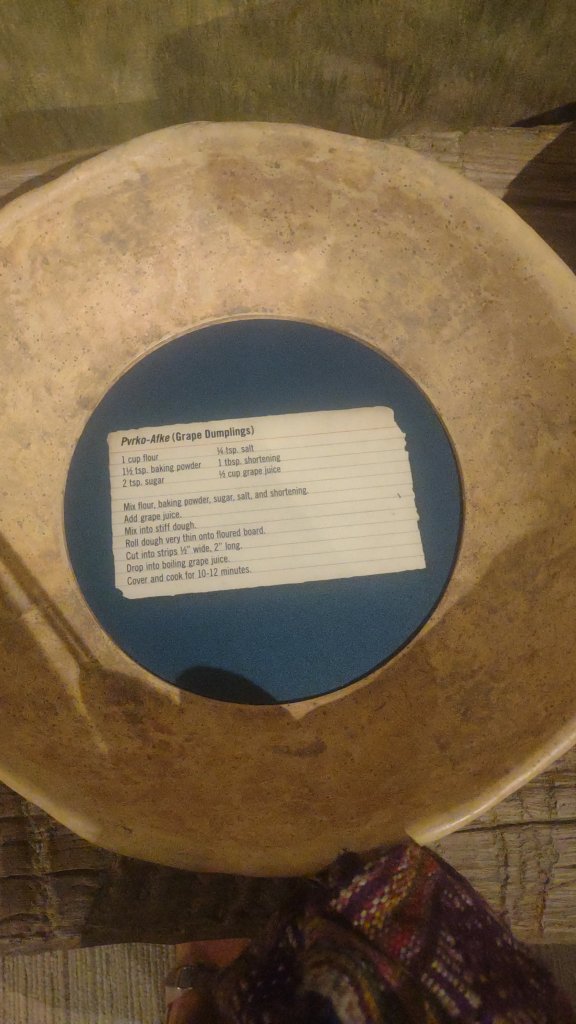 Pvrko-Afke (Grape Dumplings)
1 cup flour ¼ tsp. salt
1½ tsp. baking powder 1 tbsp. shortening
2 tsp. sugar ½ cup grape juice
Mix flour, baking powder, sugar, salt, and shortening.
Add grape juice.
Mix into stiff dough.
Roll dough very thin onto floured board.
Cut into strips ½" wide, 2" long.
Drop into boiling grape juice.
Cover and cook for 10-12 minutes.